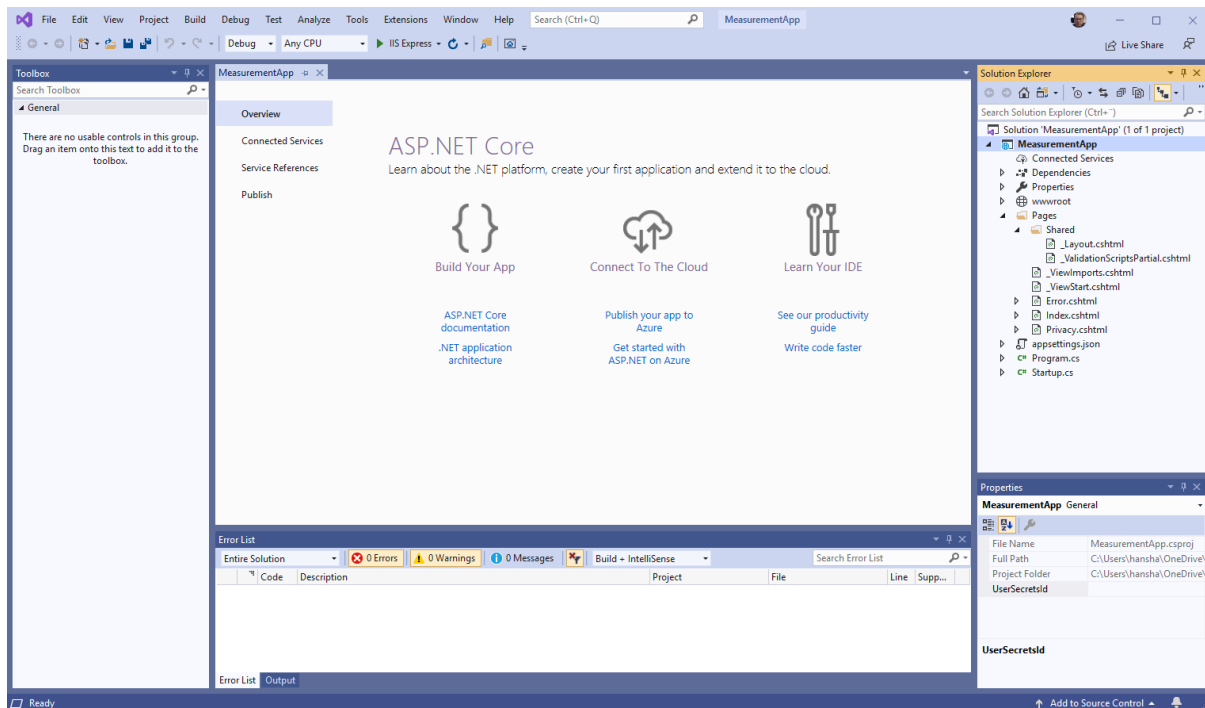 File Edit View Project Build Debug Test Analyze Tools Extensions Window Help Search (Ctrl+Q) MeasurementApp
Debug Any CPU IIS Express Live Share
Toolbox
Search Toolbox
General
There are no usable controls in this group.
Drag an item onto this text to add it to the
toolbox.
MeasurementApp
Overview
Connected Services
Service References
Publish
ASP.NET Core
Learn about the .NET platform, create your first application and extend it to the cloud.
Build Your App
Connect To The Cloud
Learn Your IDE
ASP.NET Core
documentation
.NET application
architecture
Publish your app to
Azure
Get started with
ASP.NET on Azure
See our productivity
guide
Write code faster
Error List
Entire Solution 0 Errors 0 Warnings 0 Messages Build + IntelliSense Search Error List
Code Description Project File Line Supp...
Error List Output
Solution Explorer
Search Solution Explorer (Ctrl+¨)
Solution 'MeasurementApp' (1 of 1 project)
MeasurementApp
Connected Services
Dependencies
Properties
wwwroot
Pages
Shared
_Layout.cshtml
_ValidationScriptsPartial.cshtml
_ViewImports.cshtml
_ViewStart.cshtml
Error.cshtml
Index.cshtml
Privacy.cshtml
appsettings.json
C# Program.cs
C# Startup.cs
Properties
MeasurementApp General
File Name MeasurementApp.csproj
Full Path C:\Users\hansha\OneDrive\
Project Folder C:\Users\hansha\OneDrive\
UserSecretsId
UserSecretsId
Ready Add to Source Control